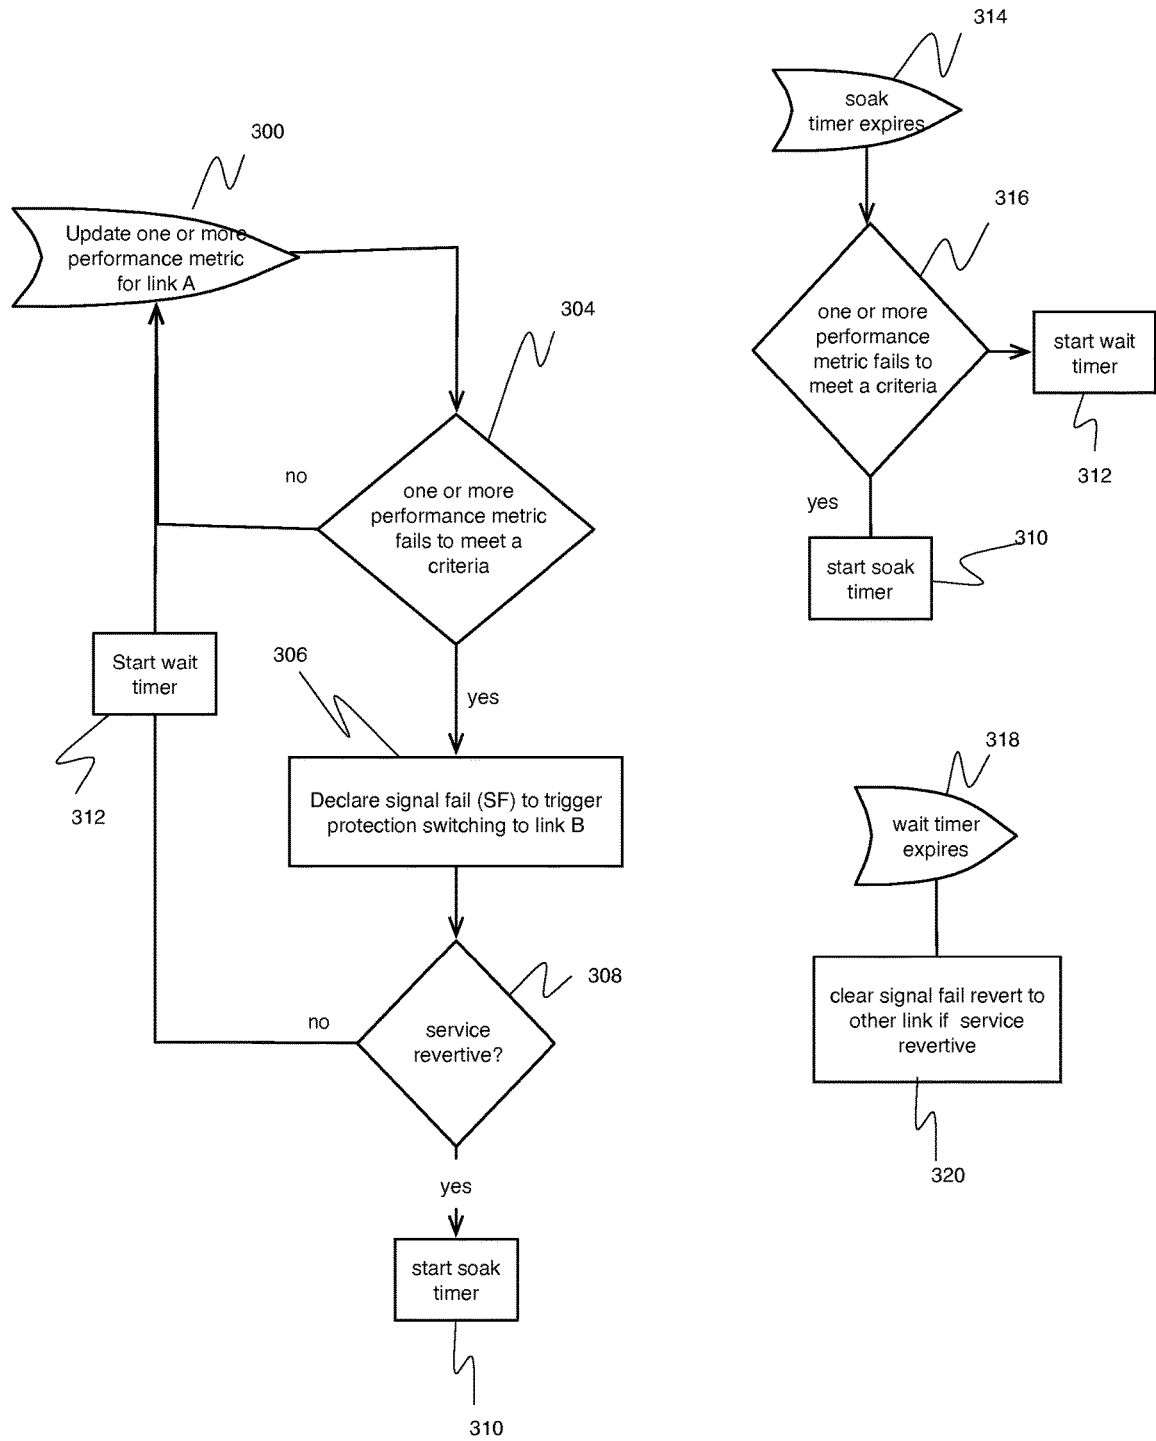 300
Update one or more
performance metric
for link A
304
no
one or more
performance metric
fails to meet a
criteria
Start wait
timer
312
306
yes
Declare signal fail (SF) to trigger
protection switching to link B
308
no
service
revertive?
yes
start soak
timer
310
314
soak
timer expires
316
one or more
performance
metric fails to
meet a criteria
start wait
timer
312
yes
310
start soak
timer
318
wait timer
expires
clear signal fail revert to
other link if service
revertive
320